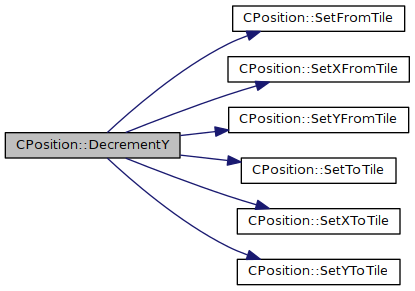 CPosition::SetFromTile
CPosition::SetXFromTile
CPosition::SetYFromTile
CPosition::DecrementY
CPosition::SetToTile
CPosition::SetXToTile
CPosition::SetYToTile